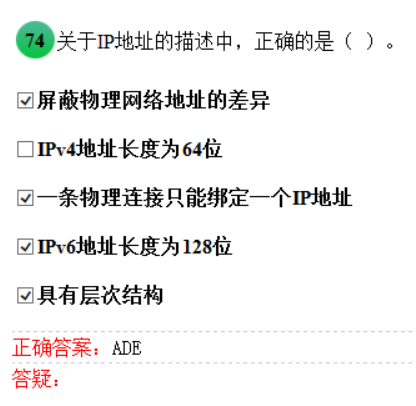 74 关于IP地址的描述中，正确的是（ ）。
屏蔽物理网络地址的差异
IPv4地址长度为64位
一条物理连接只能绑定一个IP地址
IPv6地址长度为128位
具有层次结构
正确答案：ADE
答疑：